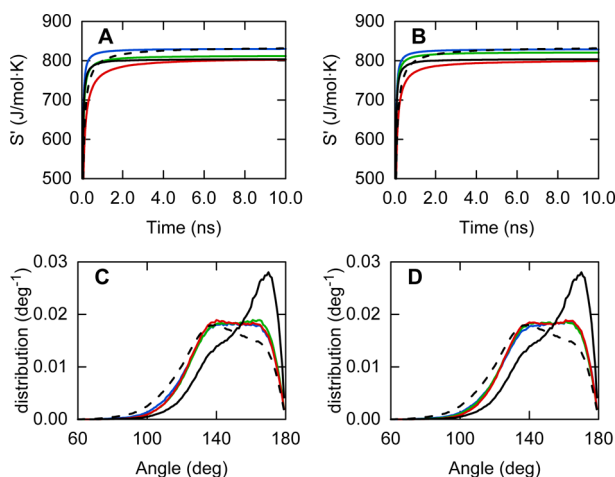 A
S' (J/mol·K)
900
800
700
600
500
0.0 2.0 4.0 6.0 8.0 10.0
Time (ns)
B
S' (J/mol·K)
900
800
700
600
500
0.0 2.0 4.0 6.0 8.0 10.0
Time (ns)
C
distribution (deg-1)
0.03
0.02
0.01
0.00
60 100 140 180
Angle (deg)
D
distribution (deg-1)
0.03
0.02
0.01
0.00
60 100 140 180
Angle (deg)